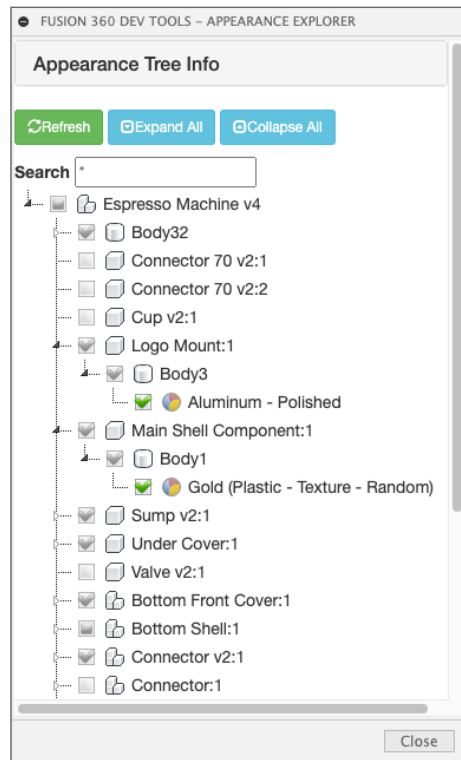 FUSION 360 DEV TOOLS - APPEARANCE EXPLORER
Appearance Tree Info
Refresh Expand All Collapse All
Search *
Espresso Machine v4
Body32
Connector 70 v2:1
Connector 70 v2:2
Cup v2:1
Logo Mount:1
Body3
Aluminum - Polished
Main Shell Component:1
Body1
Gold (Plastic - Texture - Random)
Sump v2:1
Under Cover:1
Valve v2:1
Bottom Front Cover:1
Bottom Shell:1
Connector v2:1
Connector:1
Close